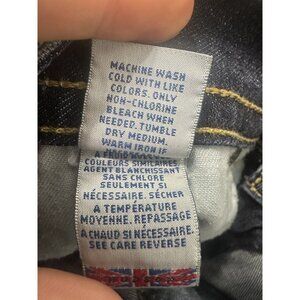 MACHINE WASH
COLD WITH LIKE
COLORS. ONLY
NON-CHLORINE
BLEACH WHEN
NEEDED. TUMBLE
DRY MEDIUM.
WARM IRON IF
COULEURS SIMILAIRES.
AGENT BLANCHISSANT
SANS CHLORE
SEULEMENT SI
NÉCESSAIRE. SÉCHER
A TEMPÉRATURE
MOYENNE. REPASSAGE
A CHAUD SI NÉCESSAIRE.
SEE CARE REVERSE